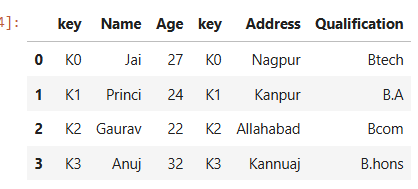 4]:
key Name Age key Address Qualification
0 K0 Jai 27 K0 Nagpur Btech
1 K1 Princi 24 K1 Kanpur B.A
2 K2 Gaurav 22 K2 Allahabad Bcom
3 K3 Anuj 32 K3 Kannuaj B.hons